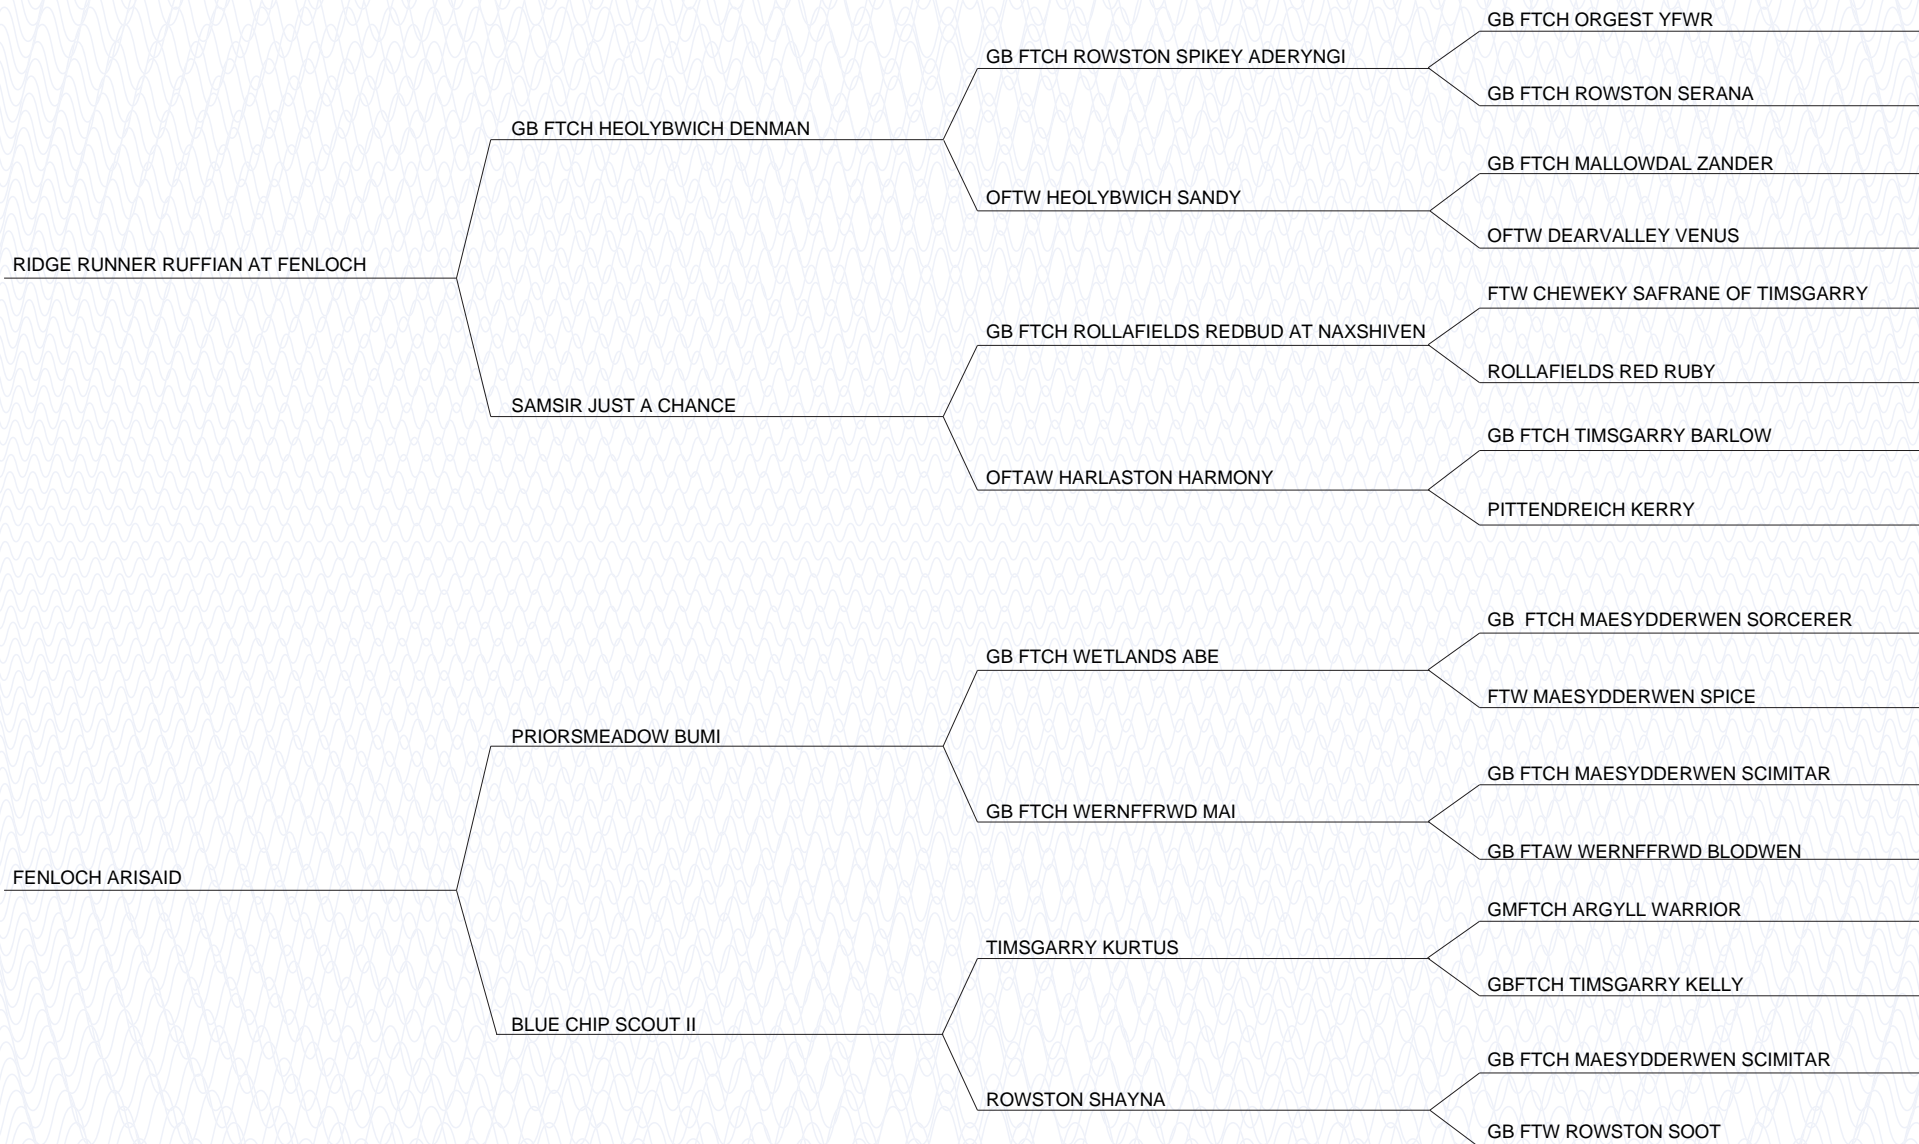 GB FTCH ORGEST YFWR
GB FTCH ROWSTON SPIKEY ADERYNGI
GB FTCH ROWSTON SERANA
GB FTCH HEOLYBWICH DENMAN
GB FTCH MALLOWDAL ZANDER
OFTW HEOLYBWICH SANDY
OFTW DEARVALLEY VENUS
RIDGE RUNNER RUFFIAN AT FENLOCH
FTW CHEWEKY SAFRANE OF TIMSGARRY
GB FTCH ROLLAFIELDS REDBUD AT NAXSHIVEN
ROLLAFIELDS RED RUBY
SAMSIR JUST A CHANCE
GB FTCH TIMSGARRY BARLOW
OFTAW HARLASTON HARMONY
PITTENDREICH KERRY
GB  FTCH MAESYDDERWEN SORCERER
GB FTCH WETLANDS ABE
FTW MAESYDDERWEN SPICE
PRIORSMEADOW BUMI
GB FTCH MAESYDDERWEN SCIMITAR
GB FTCH WERNFFRWD MAI
GB FTAW WERNFFRWD BLODWEN
FENLOCH ARISAID
GMFTCH ARGYLL WARRIOR
TIMSGARRY KURTUS
GBFTCH TIMSGARRY KELLY
BLUE CHIP SCOUT II
GB FTCH MAESYDDERWEN SCIMITAR
ROWSTON SHAYNA
GB FTW ROWSTON SOOT